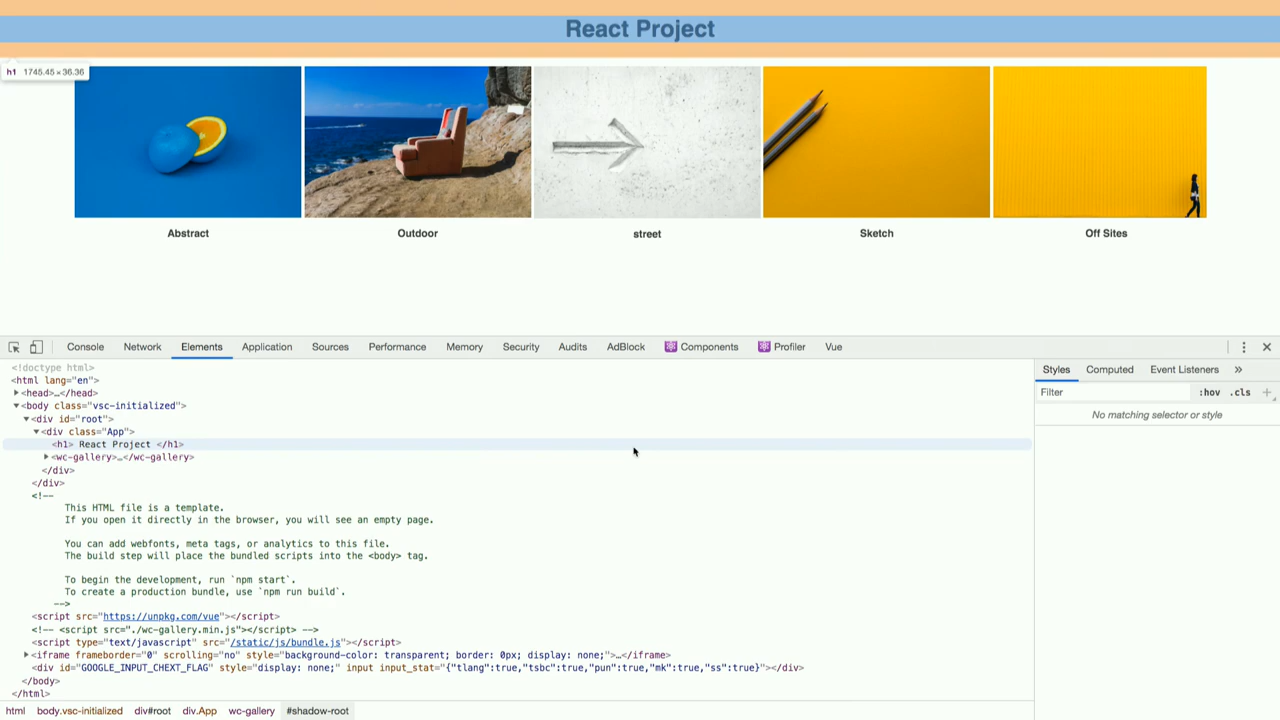 React Project
h1 1745.45 × 36.36
Abstract
Outdoor
street
Sketch
Off Sites
Console Network Elements Application Sources Performance Memory Security Audits AdBlock Components Profiler Vue
<!doctype html>
<html lang="en">
<head>…</head>
<body class="vsc-initialized">
<div id="root">
<div class="App">
<h1> React Project </h1>
<wc-gallery>…</wc-gallery>
</div>
</div>
<!--
This HTML file is a template.
If you open it directly in the browser, you will see an empty page.
You can add webfonts, meta tags, or analytics to this file.
The build step will place the bundled scripts into the <body> tag.
To begin the development, run `npm start`.
To create a production bundle, use `npm run build`.
-->
<script src="https://unpkg.com/vue"></script>
<!-- <script src="./wc-gallery.min.js"></script> -->
<script type="text/javascript" src="/static/js/bundle.js"></script>
<iframe frameborder="0" scrolling="no" style="background-color: transparent; border: 0px; display: none;">…</iframe>
<div id="GOOGLE_INPUT_CHEXT_FLAG" style="display: none;" input input_stat="{"tlang":true,"tsbc":true,"pun":true,"mk":true,"ss":true}"></div>
</body>
</html>
html body.vsc-initialized div#root div.App wc-gallery #shadow-root
Styles Computed Event Listeners »
Filter :hov .cls +
No matching selector or style